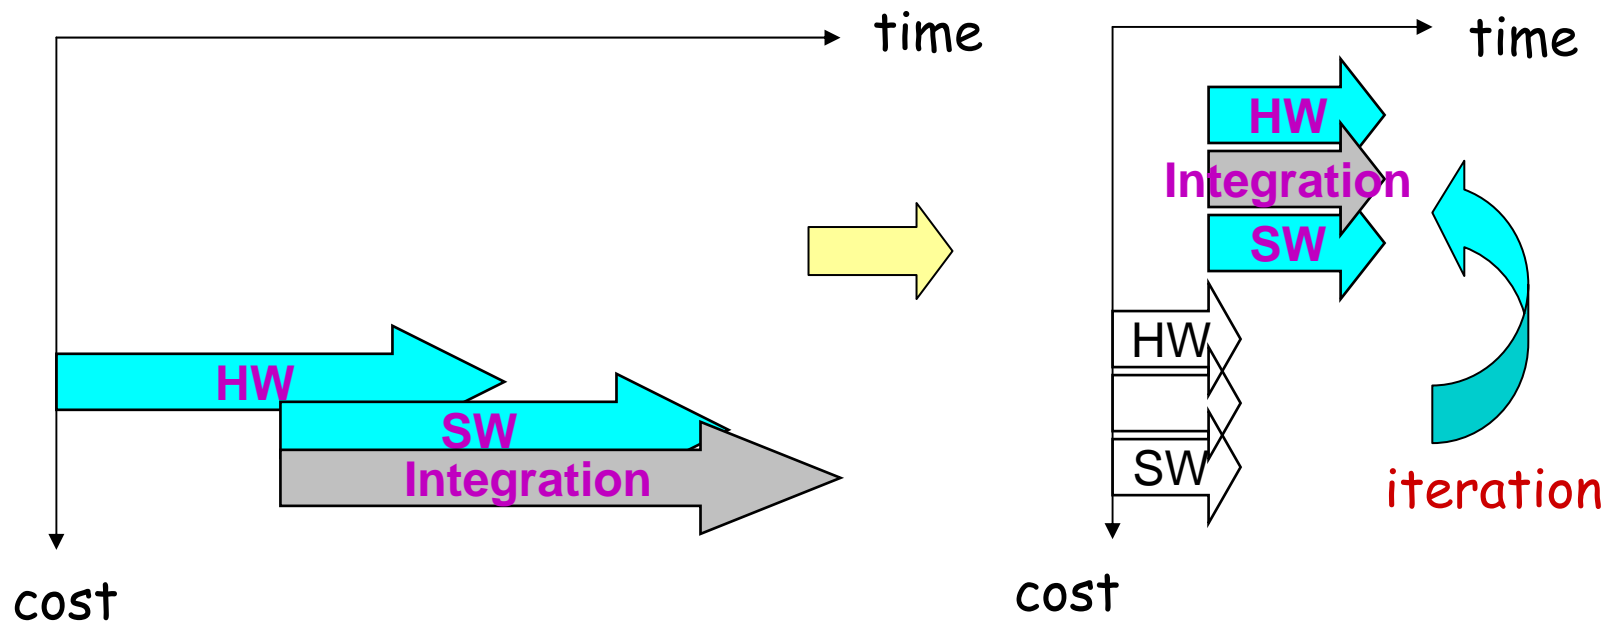 time
HW
SW
Integration
cost
time
HW
Integration
SW
HW
SW
iteration
cost